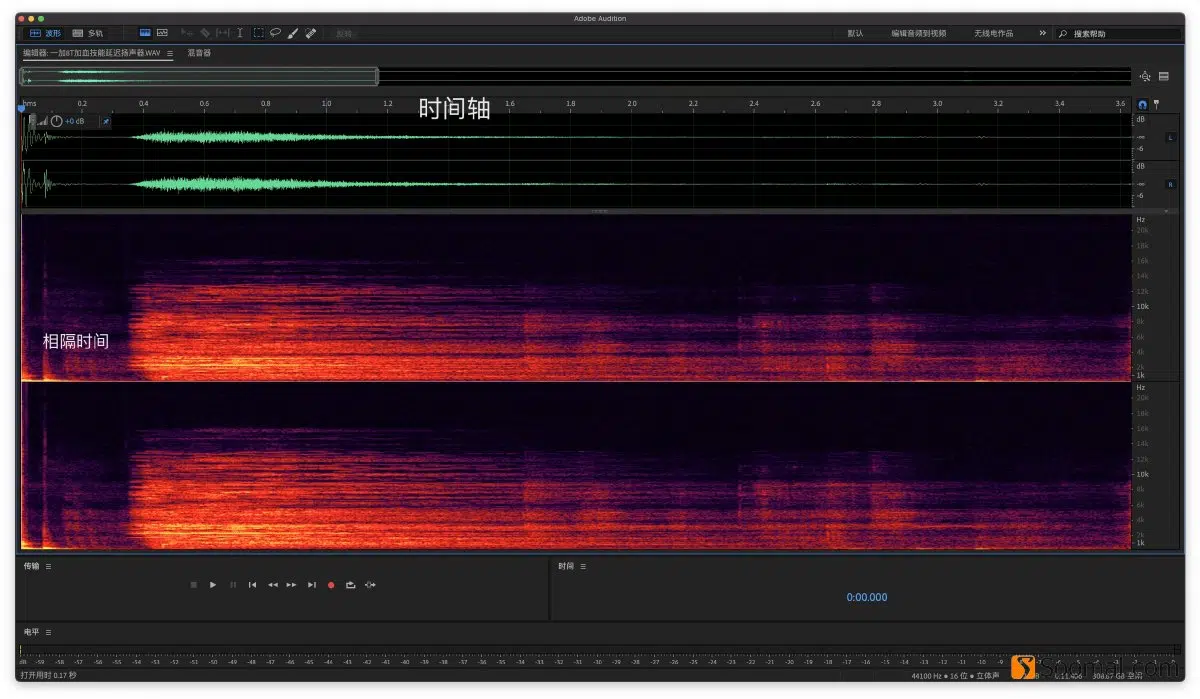 Adobe Audition
波形 多轨
默认 编辑音频到视频 无线电作品 >> 搜索帮助
编辑器: 一加8T加血技能延迟扬声器.WAV 混音器
hms 0.2 0.4 0.6 0.8 1.0 1.2 1.6 1.8 2.0 2.2 2.4 2.6 2.8 3.0 3.2 3.4 3.6
时间轴
+0 dB
dB
-∞
-6
L
dB
-∞
-6
R
Hz
20k
18k
16k
14k
12k
10k
8k
6k
4k
2k
1k
相隔时间
Hz
20k
18k
16k
14k
12k
10k
8k
6k
4k
2k
1k
传输 时间
0:00.000
电平
dB -59 -58 -57 -56 -55 -54 -53 -52 -51 -50 -49 -48 -47 -46 -45 -44 -43 -42 -41 -40 -39 -38 -37 -36 -35 -34 -33 -32 -31 -30 -29 -28 -27 -26 -25 -24 -23 -22 -21 -20 -19 -18 -17 -16 -15 -14 -13 -12 -11 -10 -9
打开用时 0.17 秒 44100 Hz ● 16 位 ● 立体声
Soomal.com